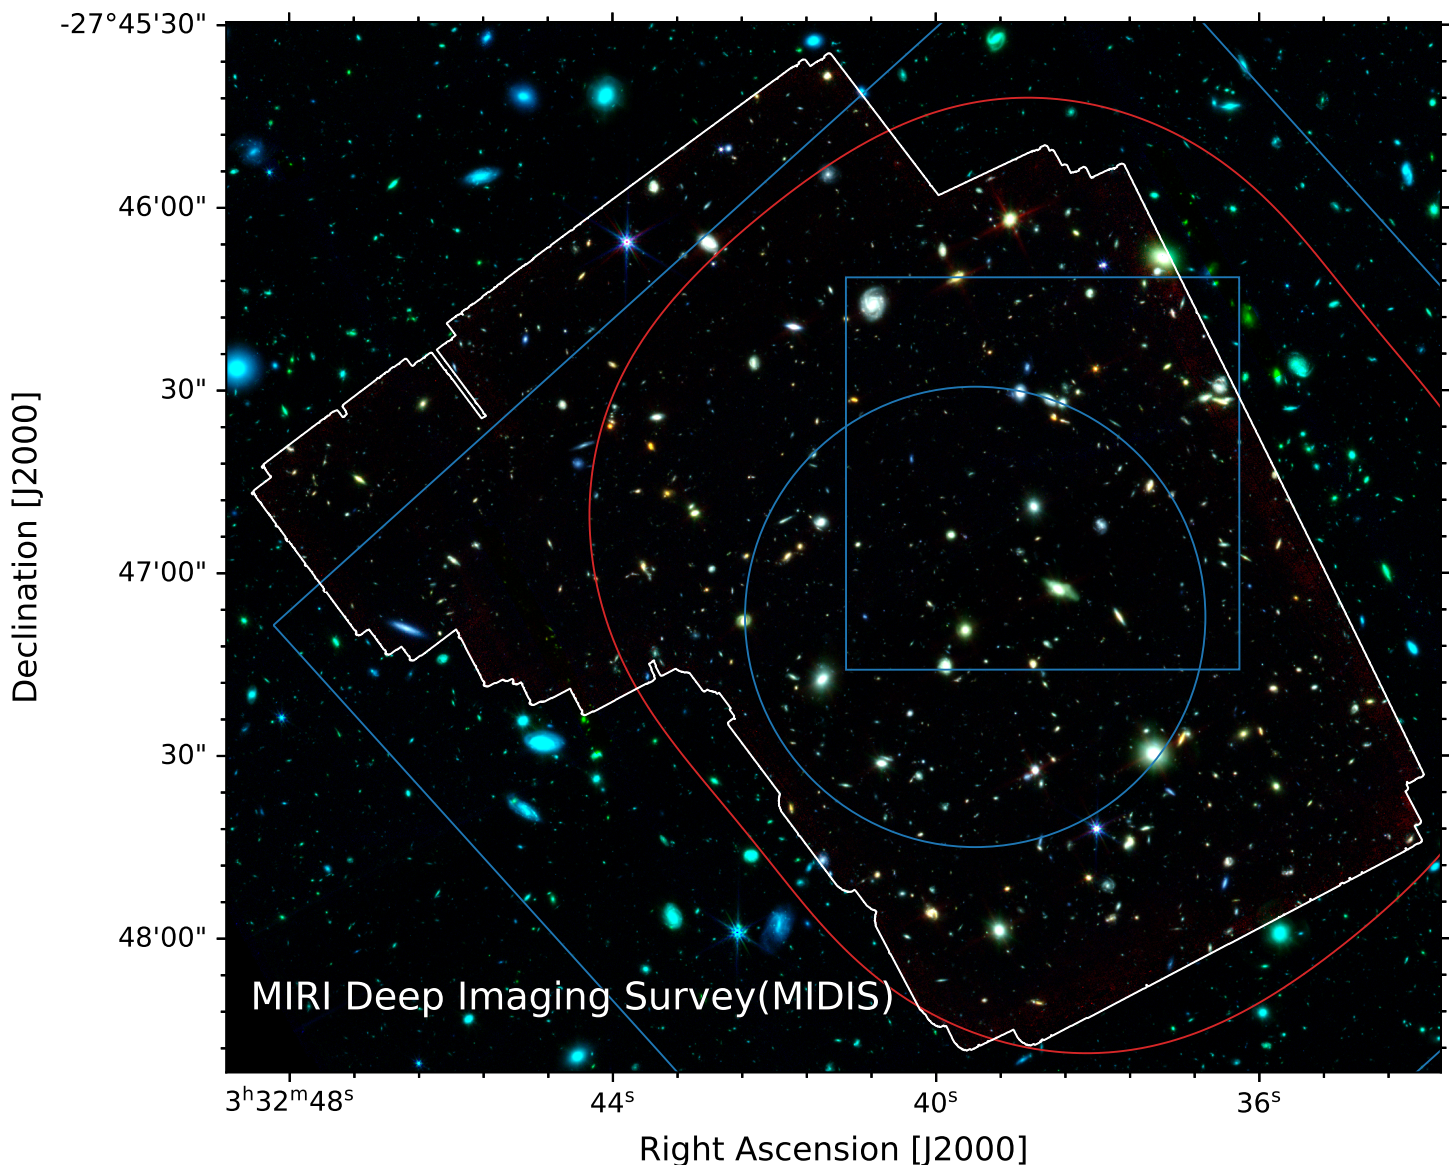 -27°45'30"
46'00"
30"
47'00"
30"
48'00"
Declination [J2000]
MIRI Deep Imaging Survey(MIDIS)
3ʰ32ᵐ48ˢ
44ˢ
40ˢ
36ˢ
Right Ascension [J2000]